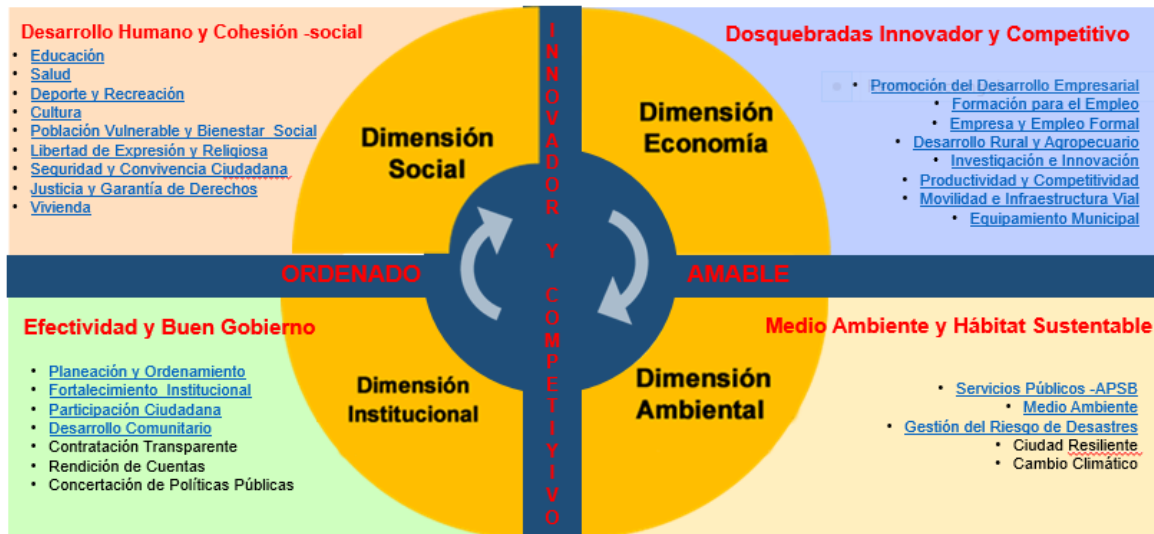 Desarrollo Humano y Cohesión -social
• Educación
• Salud
• Deporte y Recreación
• Cultura
• Población Vulnerable y Bienestar Social
• Libertad de Expresión y Religiosa
• Seguridad y Convivencia Ciudadana
• Justicia y Garantía de Derechos
• Vivienda
Dimensión
Social
INNOVADOR Y COMPETIYIVO
Dimensión
Economía
Dosquebradas Innovador y Competitivo
• Promoción del Desarrollo Empresarial
• Formación para el Empleo
• Empresa y Empleo Formal
• Desarrollo Rural y Agropecuario
• Investigación e Innovación
• Productividad y Competitividad
• Movilidad e Infraestructura Vial
• Equipamiento Municipal
ORDENADO
AMABLE
Efectividad y Buen Gobierno
• Planeación y Ordenamiento
• Fortalecimiento Institucional
• Participación Ciudadana
• Desarrollo Comunitario
• Contratación Transparente
• Rendición de Cuentas
• Concertación de Políticas Públicas
Dimensión
Institucional
Dimensión
Ambiental
Medio Ambiente y Hábitat Sustentable
• Servicios Públicos -APSB
• Medio Ambiente
• Gestión del Riesgo de Desastres
• Ciudad Resiliente
• Cambio Climático